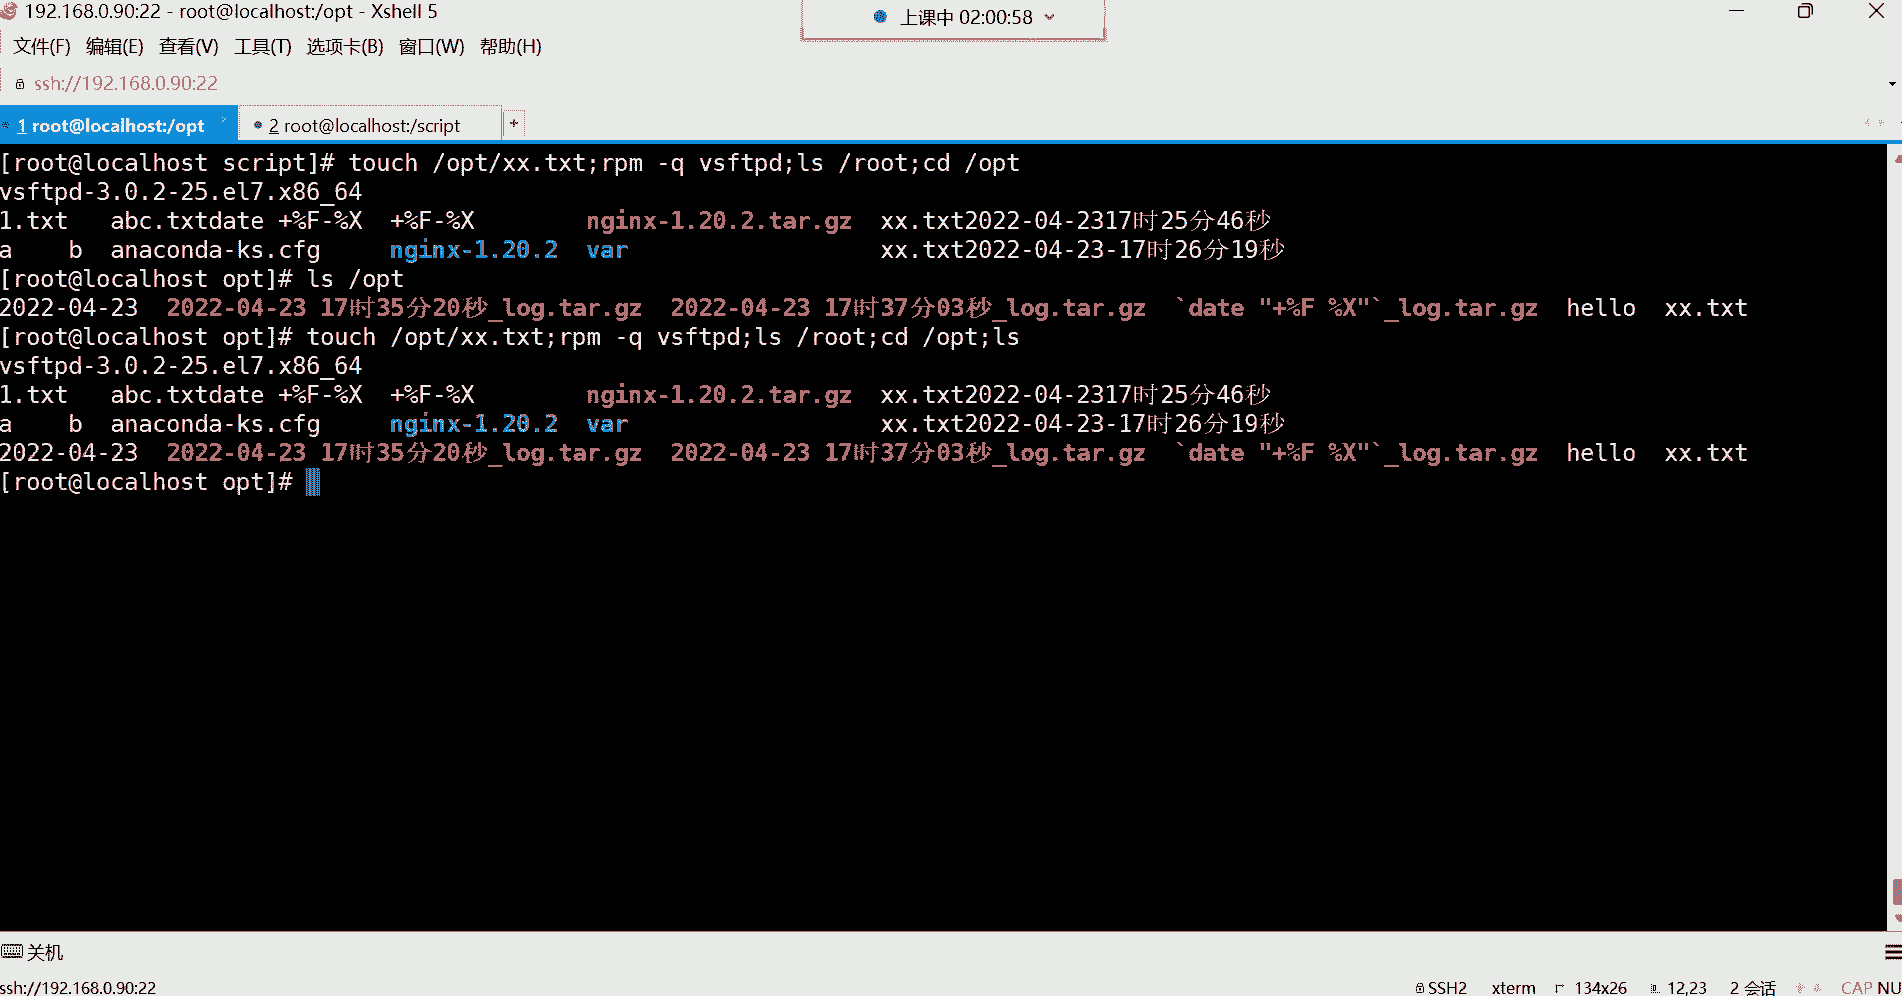 192.168.0.90:22 - root@localhost:/opt - Xshell 5
上课中 02:00:58
文件(F) 编辑(E) 查看(V) 工具(T) 选项卡(B) 窗口(W) 帮助(H)
ssh://192.168.0.90:22
1 root@localhost:/opt 2 root@localhost:/script +
[root@localhost script]# touch /opt/xx.txt;rpm -q vsftpd;ls /root;cd /opt
vsftpd-3.0.2-25.el7.x86_64
1.txt   abc.txtdate +%F-%X  +%F-%X        nginx-1.20.2.tar.gz  xx.txt2022-04-2317时25分46秒
a    b  anaconda-ks.cfg     nginx-1.20.2  var                  xx.txt2022-04-23-17时26分19秒
[root@localhost opt]# ls /opt
2022-04-23  2022-04-23 17时35分20秒_log.tar.gz  2022-04-23 17时37分03秒_log.tar.gz  `date "+%F %X"`_log.tar.gz  hello  xx.txt
[root@localhost opt]# touch /opt/xx.txt;rpm -q vsftpd;ls /root;cd /opt;ls
vsftpd-3.0.2-25.el7.x86_64
1.txt   abc.txtdate +%F-%X  +%F-%X        nginx-1.20.2.tar.gz  xx.txt2022-04-2317时25分46秒
a    b  anaconda-ks.cfg     nginx-1.20.2  var                  xx.txt2022-04-23-17时26分19秒
2022-04-23  2022-04-23 17时35分20秒_log.tar.gz  2022-04-23 17时37分03秒_log.tar.gz  `date "+%F %X"`_log.tar.gz  hello  xx.txt
[root@localhost opt]#
关机
ssh://192.168.0.90:22 SSH2 xterm 134x26 12,23 2 会话 CAP NU